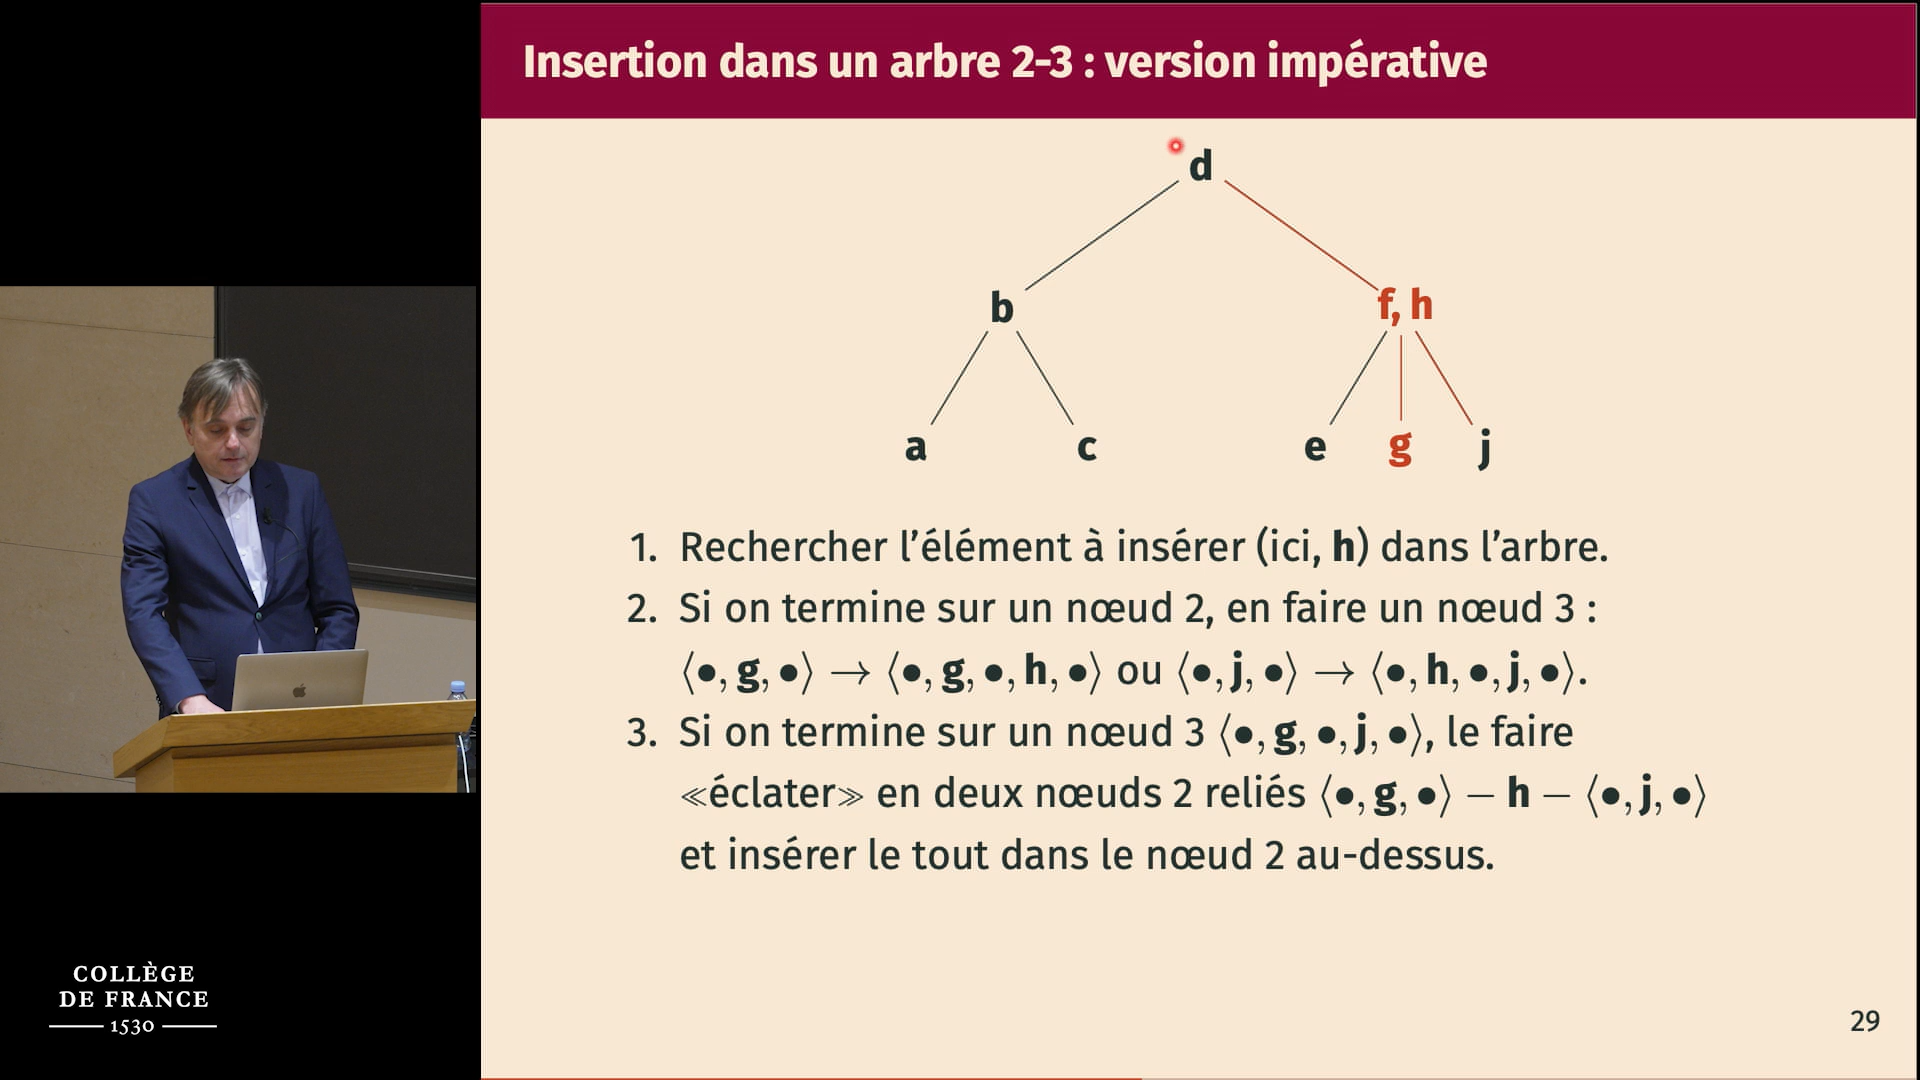 Insertion dans un arbre 2-3 : version impérative
d
b f, h
a c e g j
1. Rechercher l’élément à insérer (ici, h) dans l’arbre.
2. Si on termine sur un nœud 2, en faire un nœud 3 :
⟨•, g, •⟩ → ⟨•, g, •, h, •⟩ ou ⟨•, j, •⟩ → ⟨•, h, •, j, •⟩.
3. Si on termine sur un nœud 3 ⟨•, g, •, j, •⟩, le faire
≪éclater≫ en deux nœuds 2 reliés ⟨•, g, •⟩ − h − ⟨•, j, •⟩
et insérer le tout dans le nœud 2 au-dessus.
29
COLLÈGE
DE FRANCE
1530